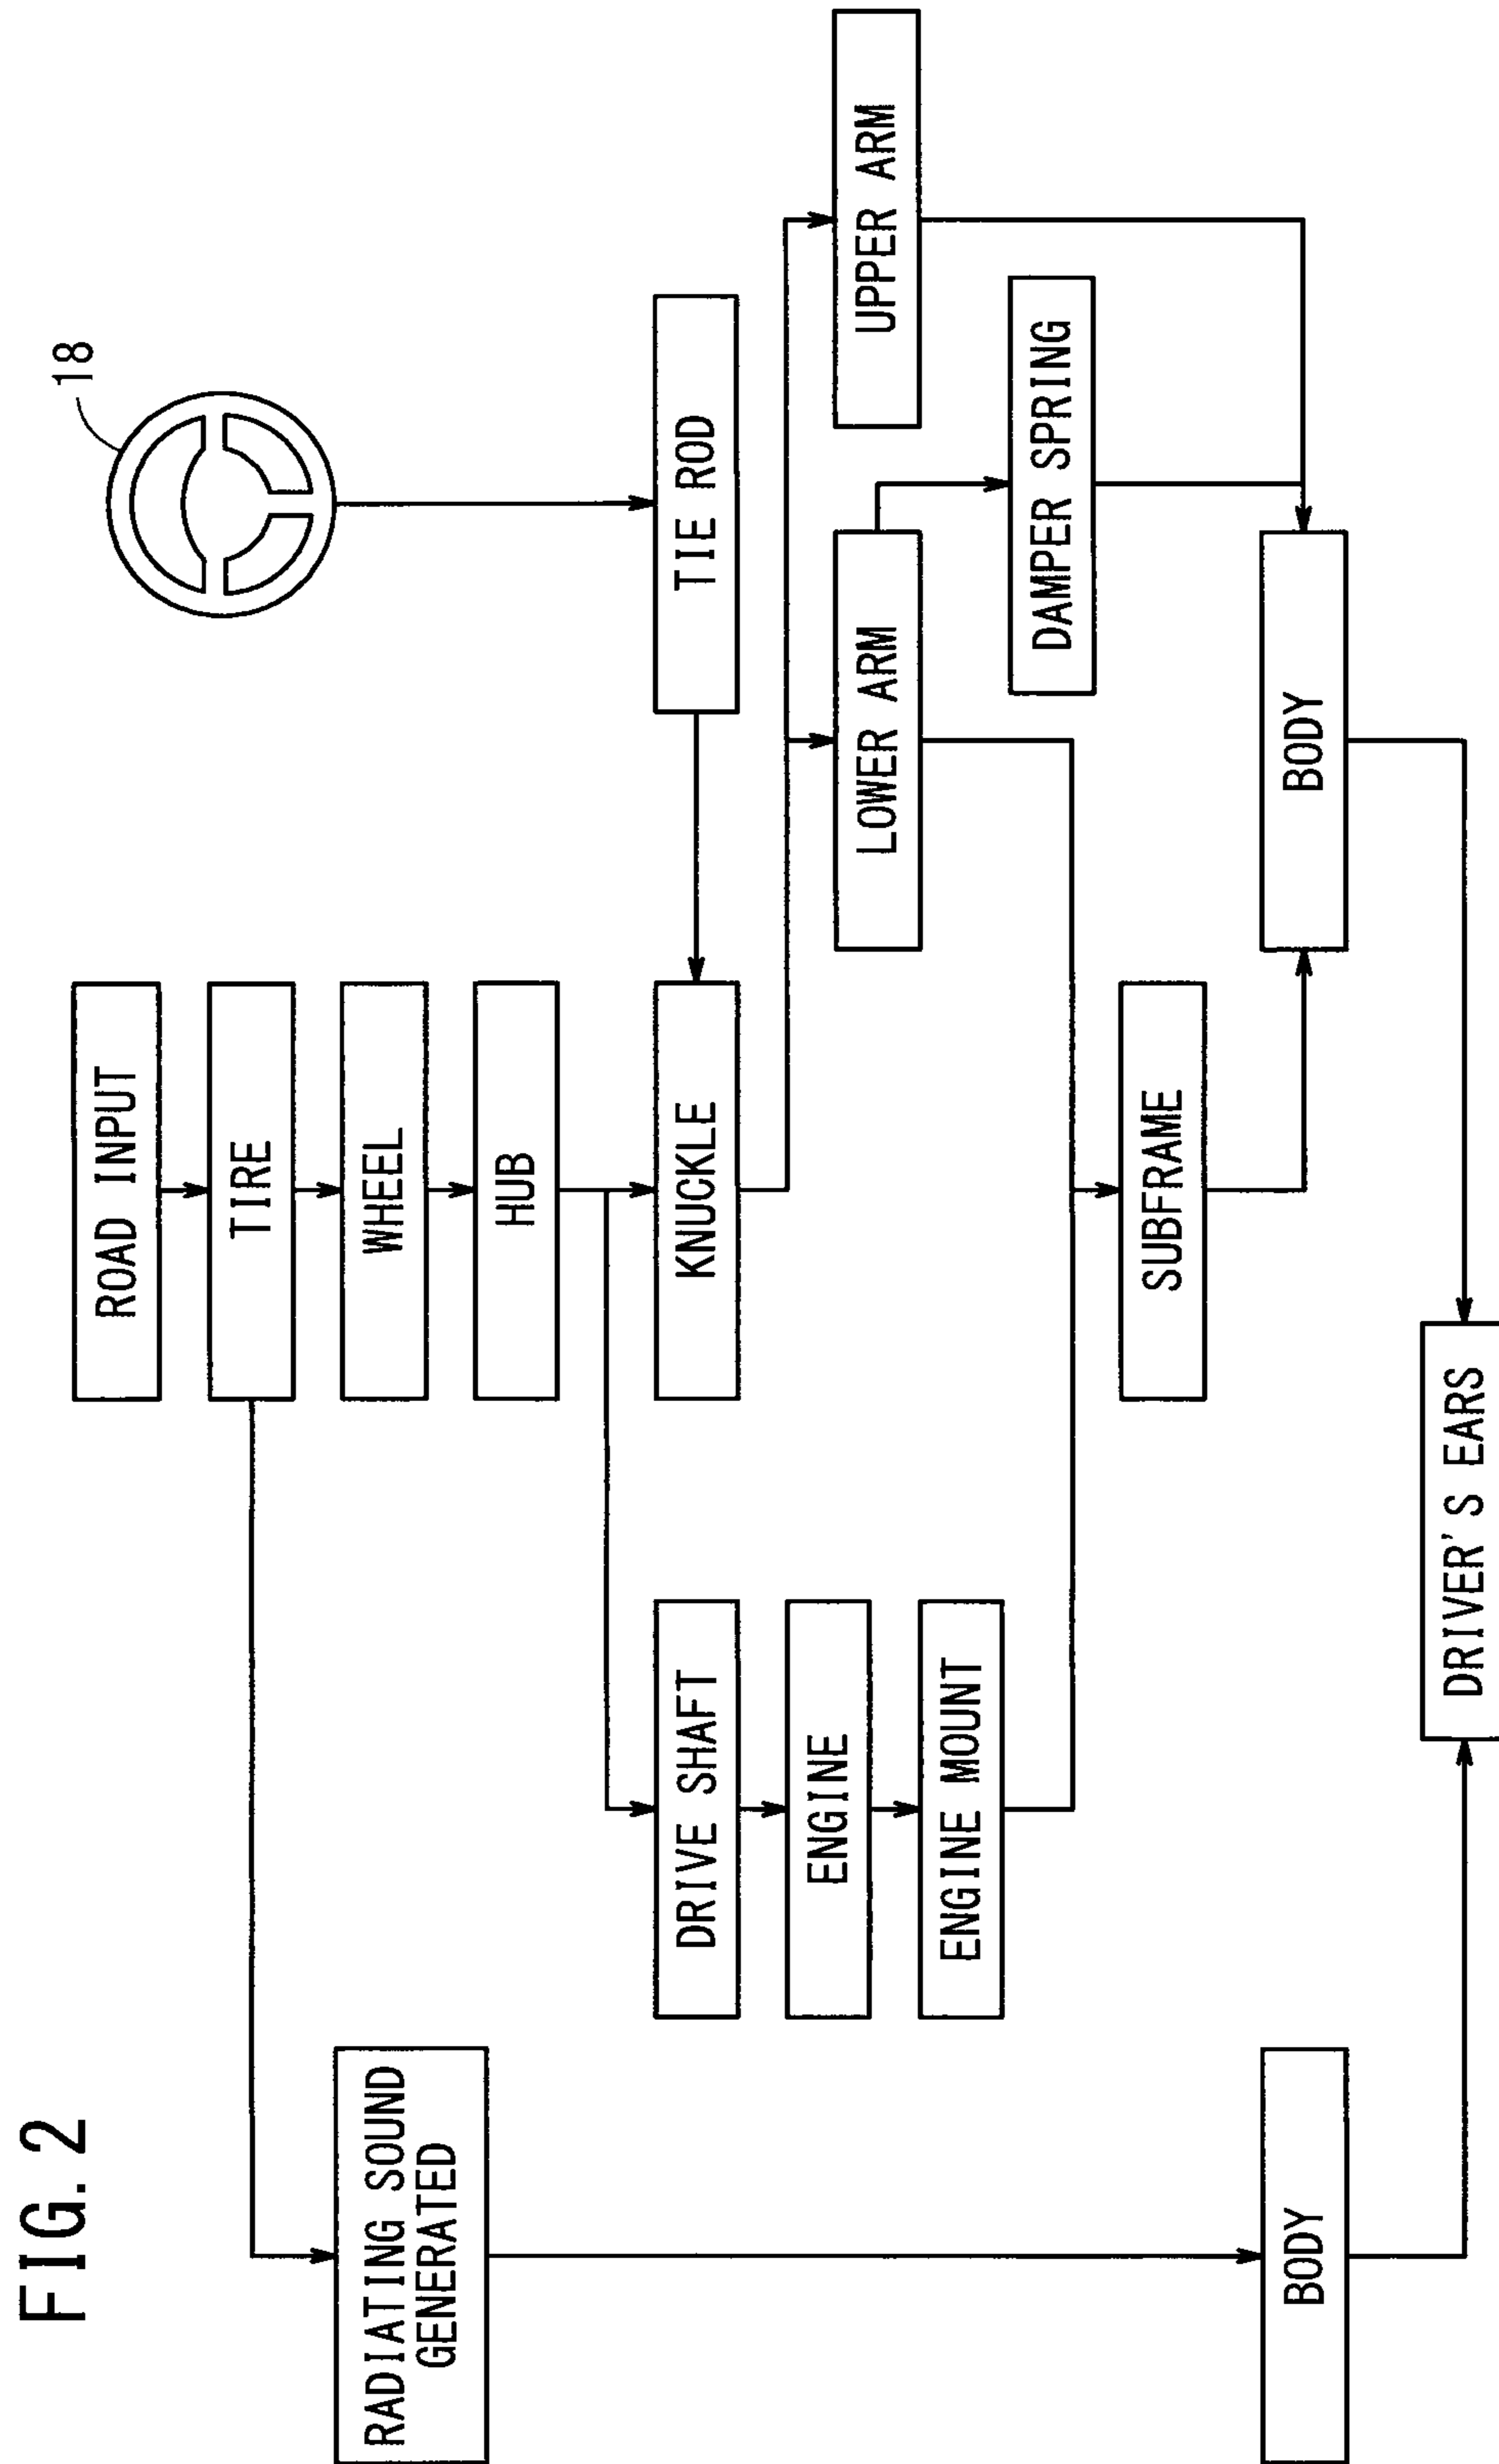 FIG. 2
18
ROAD INPUT
TIRE
RADIATING SOUND
GENERATED
WHEEL
HUB
DRIVE SHAFT
KNUCKLE
TIE ROD
ENGINE
LOWER ARM
UPPER ARM
ENGINE MOUNT
DAMPER SPRING
SUBFRAME
BODY
BODY
DRIVER'S EARS